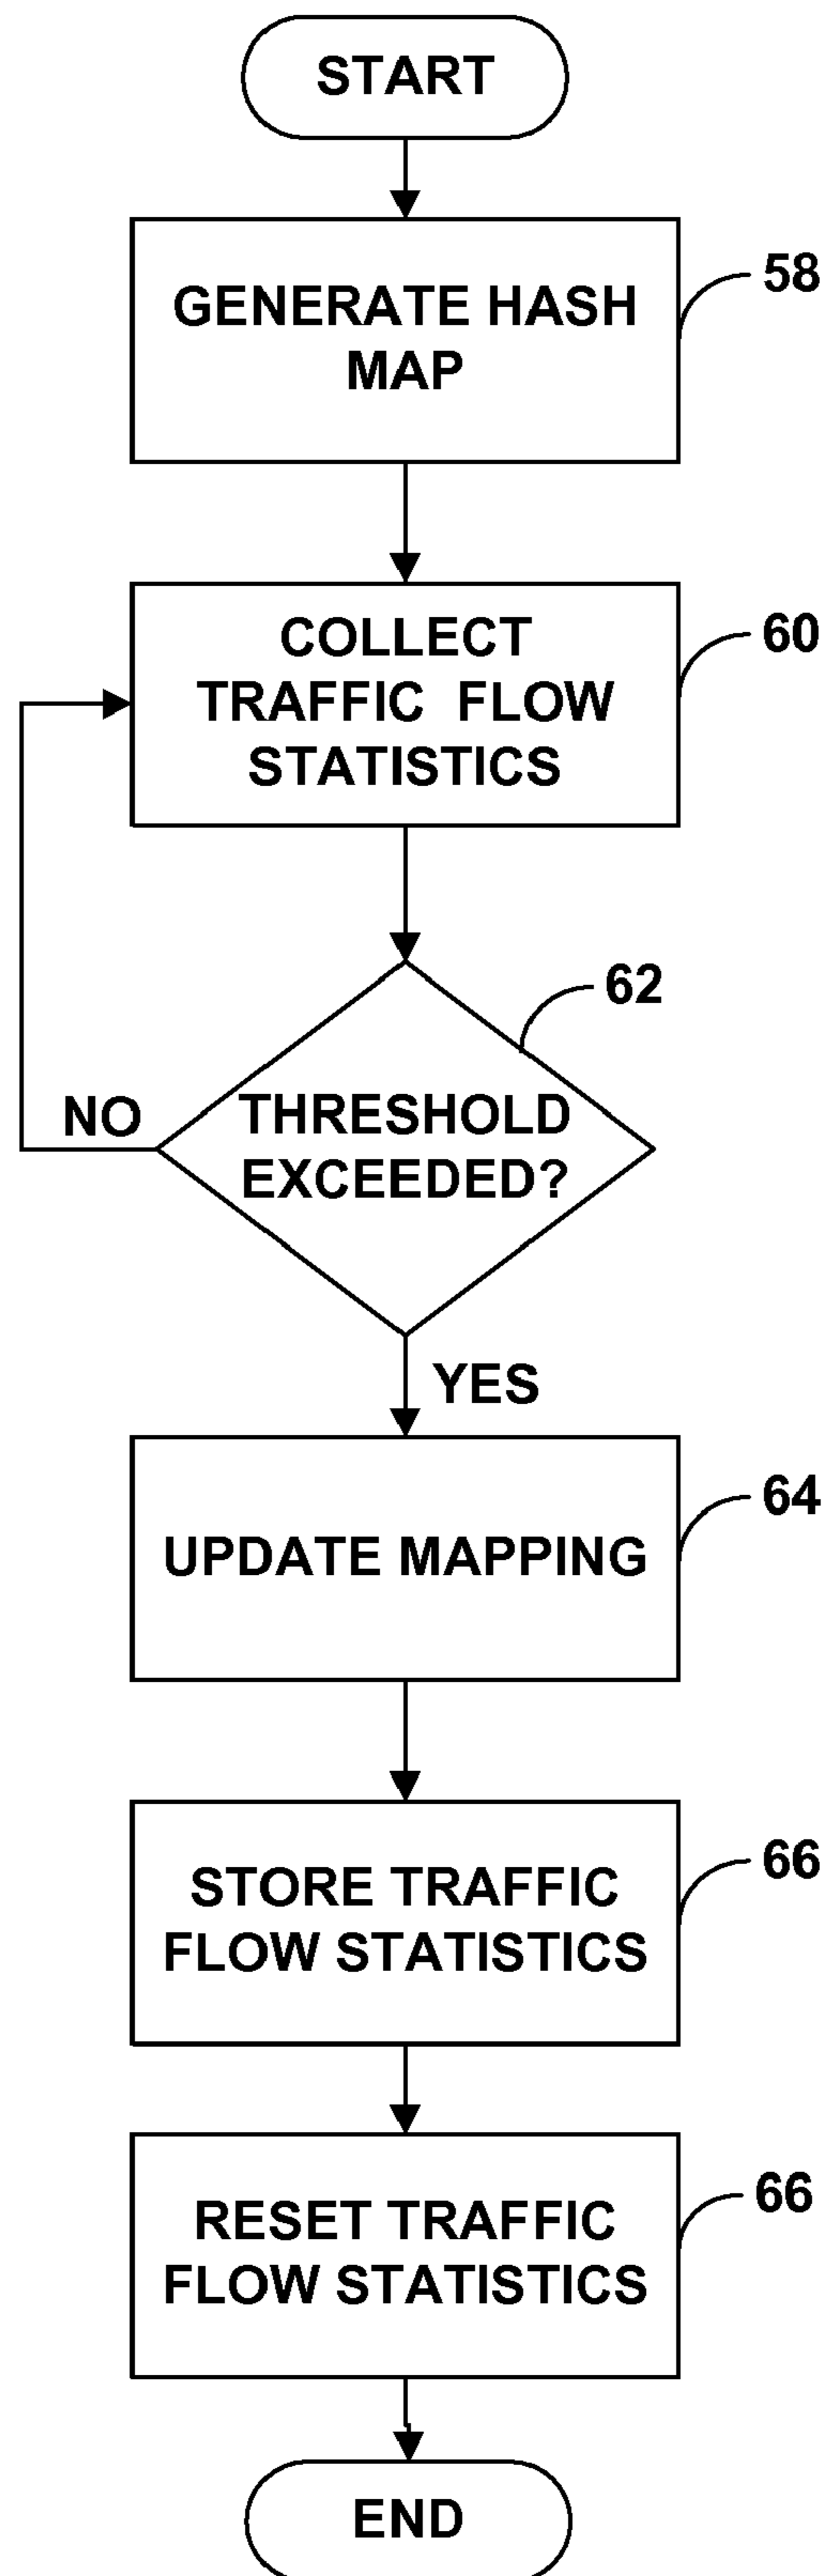 START
GENERATE HASH
MAP
58
COLLECT
TRAFFIC FLOW
STATISTICS
60
62
THRESHOLD
EXCEEDED?
NO
YES
UPDATE MAPPING
64
STORE TRAFFIC
FLOW STATISTICS
66
RESET TRAFFIC
FLOW STATISTICS
66
END